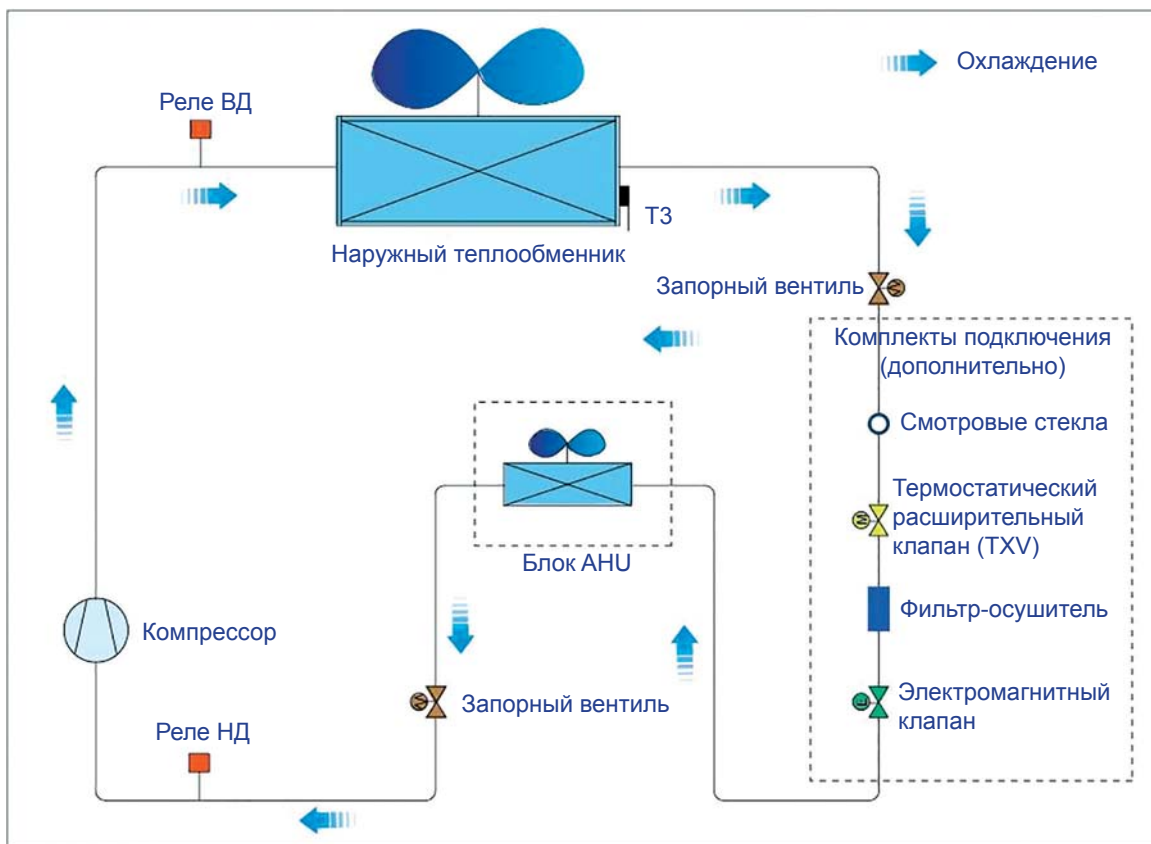 Охлаждение
Реле ВД
Т3
Наружный теплообменник
Запорный вентиль
Комплекты подключения
(дополнительно)
Смотровые стекла
Термостатический
расширительный
клапан (TXV)
Блок AHU
Фильтр-осушитель
Компрессор
Электромагнитный
клапан
Запорный вентиль
Реле НД